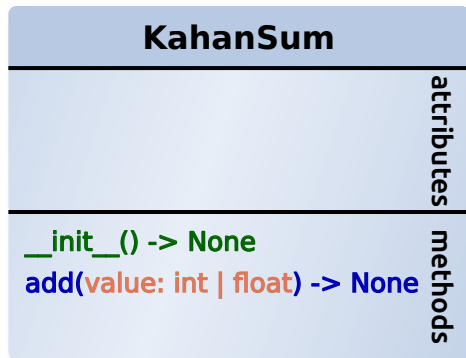 KahanSum
attributes
__init__() -> None
add(value: int | float) -> None
methods